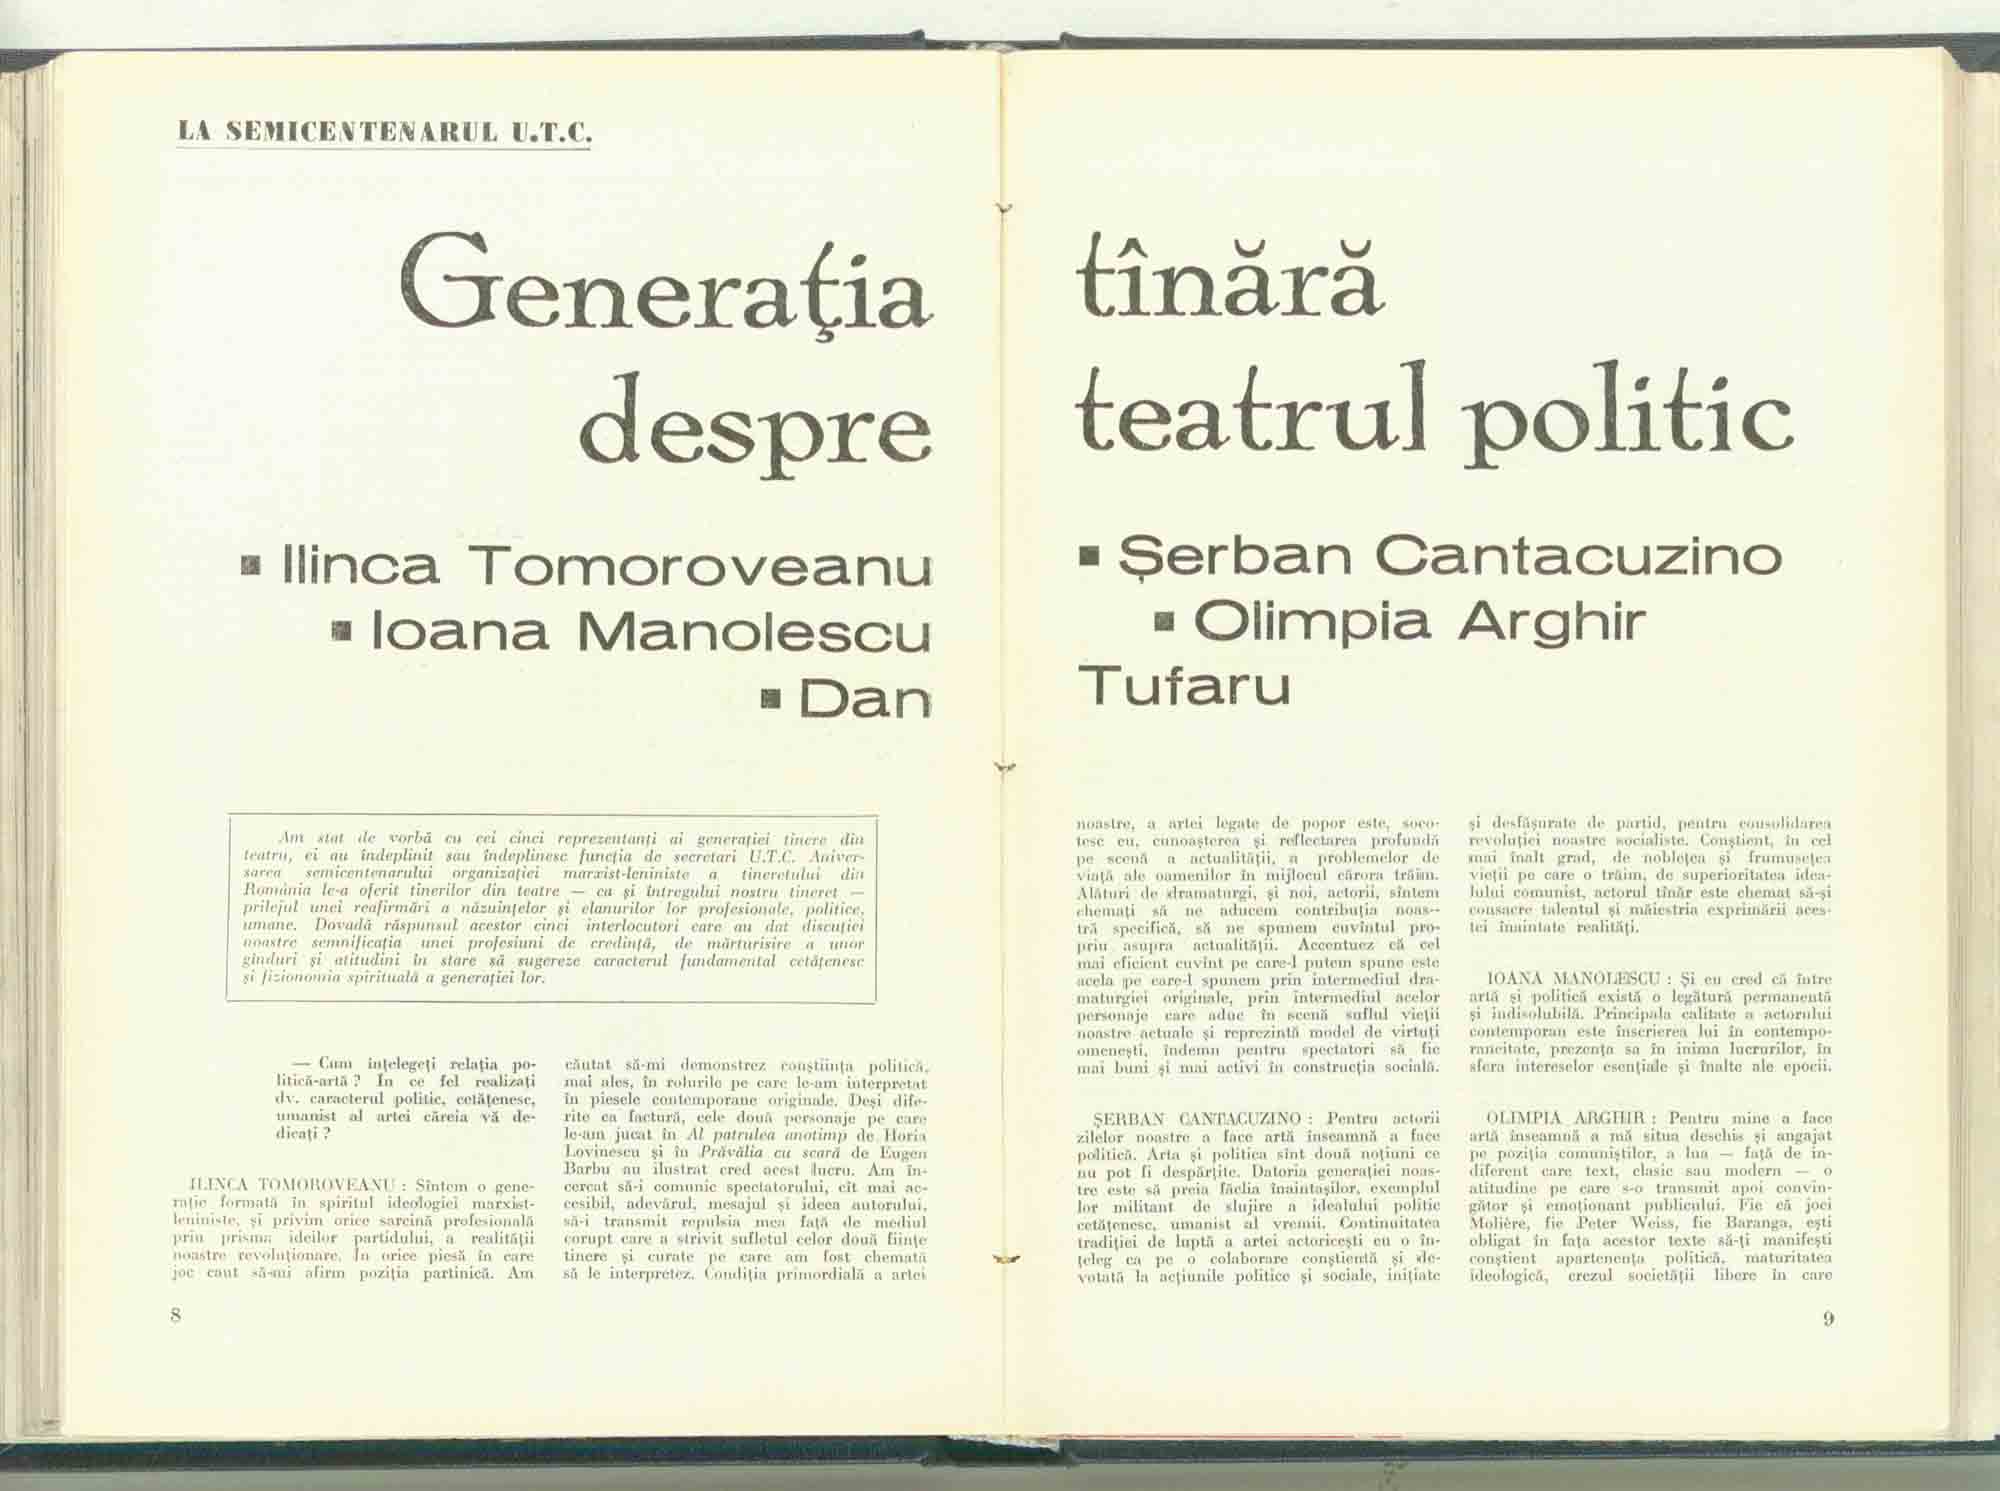 LA SEMICENTENARUL U.T.C.
Generaţia tînără
despre teatrul politic
▪ Ilinca Tomoroveanu ▪ Şerban Cantacuzino
▪ Ioana Manolescu ▪ Olimpia Arghir
▪ Dan Tufaru
Am stat de vorbă cu cei cinci reprezentanţi ai generaţiei tinere din
teatru, ei au îndeplinit sau îndeplinesc funcţia de secretari U.T.C. Aniver-
sarea semicentenarului organizaţiei marxist-leniniste a tineretului din
România le-a oferit tinerilor din teatre — ca şi întregului nostru tineret —
prilejul unei reafirmări a năzuinţelor şi elanurilor lor profesionale, politice,
umane. Dovadă răspunsul acestor cinci interlocutori care au dat discuţiei
noastre semnificaţia unei profesiuni de credinţă, de mărturisire a unor
gînduri şi atitudini în stare să sugereze caracterul fundamental cetăţenesc
şi fizionomia spirituală a generaţiei lor.
— Cum înţelegeţi relaţia po-
litică-artă ? In ce fel realizaţi
dv. caracterul politic, cetăţenesc,
umanist al artei căreia vă de-
dicaţi ?
ILINCA TOMOROVEANU : Sîntem o gene-
raţie formată în spiritul ideologiei marxist-
leniniste, şi privim orice sarcină profesională
prin prisma ideilor partidului, a realităţii
noastre revoluţionare. In orice piesă în care
joc caut să-mi afirm poziţia partinică. Am
căutat să-mi demonstrez conştiinţa politică,
mai ales, în rolurile pe care le-am interpretat
în piesele contemporane originale. Deşi dife-
rite ca factură, cele două personaje pe care
le-am jucat în Al patrulea anotimp de Horia
Lovinescu şi în Prăvălia cu scară de Eugen
Barbu au ilustrat cred acest lucru. Am în-
cercat să-i comunic spectatorului, cît mai ac-
cesibil, adevărul, mesajul şi ideea autorului,
să-i transmit repulsia mea faţă de mediul
corupt care a strivit sufletul celor două fiinţe
tinere şi curate pe care am fost chemată
să le interpretez. Condiţia primordială a artei
8
noastre, a artei legate de popor este, soco-
tesc eu, cunoaşterea şi reflectarea profundă
pe scenă a actualităţii, a problemelor de
viaţă ale oamenilor în mijlocul cărora trăim.
Alături de dramaturgi, şi noi, actorii, sîntem
chemaţi să ne aducem contribuţia noas--
tră specifică, să ne spunem cuvîntul pro-
priu asupra actualităţii. Accentuez că cel
mai eficient cuvînt pe care-l putem spune este
acela pe care-l spunem prin intermediul dra-
maturgiei originale, prin intermediul acelor
personaje care aduc în scenă suflul vieţii
noastre actuale şi reprezintă model de virtuţi
omeneşti, îndemn pentru spectatori să fie
mai buni şi mai activi în construcţia socială.
ŞERBAN CANTACUZINO : Pentru actorii
zilelor noastre a face artă înseamnă a face
politică. Arta şi politica sînt două noţiuni ce
nu pot fi despărţite. Datoria generaţiei noas-
tre este să preia făclia înaintaşilor, exemplul
lor militant de slujire a idealului politic
cetăţenesc, umanist al vremii. Continuitatea
tradiţiei de luptă a artei actoriceşti eu o în-
ţeleg ca pe o colaborare conştientă şi de-
votată la acţiunile politice şi sociale, iniţiate
şi desfăşurate de partid, pentru consolidarea
revoluţiei noastre socialiste. Conştient, în cel
mai înalt grad, de nobleţea şi frumuseţea
vieţii pe care o trăim, de superioritatea idea-
lului comunist, actorul tînăr este chemat să-şi
consacre talentul şi măiestria exprimării aces-
tei înaintate realităţi.
IOANA MANOLESCU : Şi eu cred că între
artă şi politică există o legătură permanentă
şi indisolubilă. Principala calitate a actorului
contemporan este înscrierea lui în contempo-
raneitate, prezenţa sa în inima lucrurilor, în
sfera intereselor esenţiale şi înalte ale epocii.
OLIMPIA ARGHIR : Pentru mine a face
artă înseamnă a mă situa deschis şi angajat
pe poziţia comuniştilor, a lua — faţă de in-
diferent care text, clasic sau modern — o
atitudine pe care s-o transmit apoi convin-
gător şi emoţionant publicului. Fie că joci
Molière, fie Peter Weiss, fie Baranga, eşti
obligat în faţa acestor texte să-ţi manifeşti
conştient apartenenţa politică, maturitatea
ideologică, crezul societăţii libere în care
9